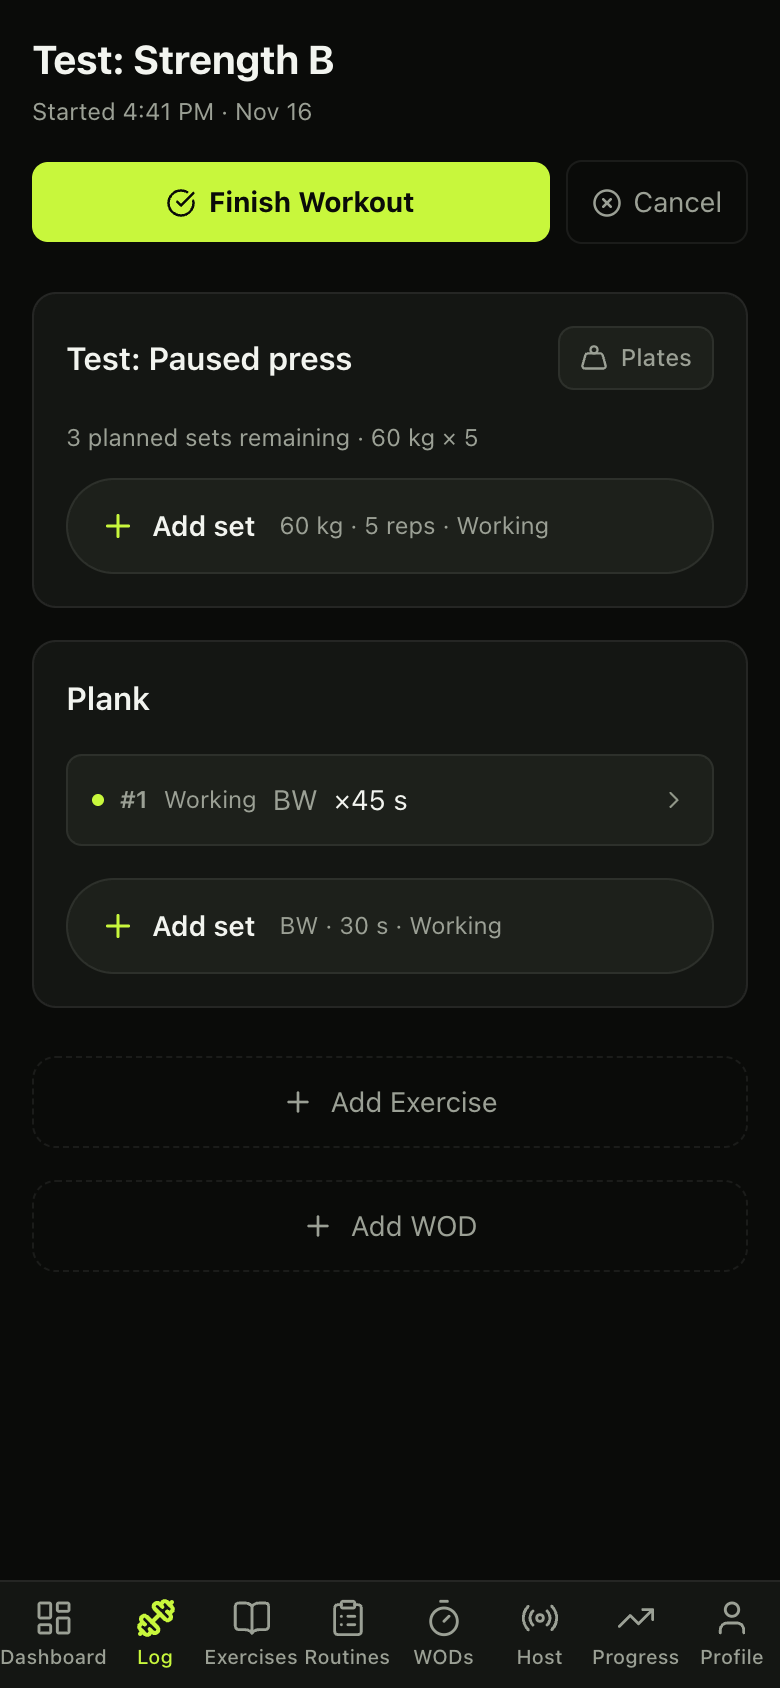 Test: Strength B
Started 4:41 PM · Nov 16
Finish Workout
Cancel
Test: Paused press
Plates
3 planned sets remaining · 60 kg × 5
Add set 60 kg · 5 reps · Working
Plank
#1 Working BW ×45 s
Add set BW · 30 s · Working
Add Exercise
Add WOD
Dashboard Log Exercises Routines WODs Host Progress Profile